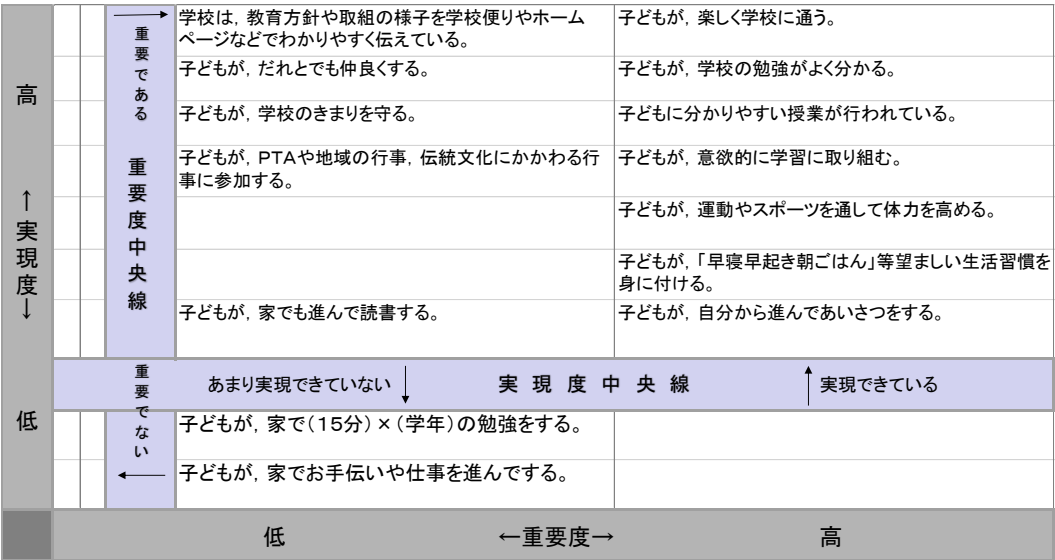 高
↑実現度↓
低
重要である
重要度中央線
重要でない
学校は，教育方針や取組の様子を学校便りやホーム
ページなどでわかりやすく伝えている。
子どもが，楽しく学校に通う。
子どもが，だれとでも仲良くする。
子どもが，学校の勉強がよく分かる。
子どもが，学校のきまりを守る。
子どもに分かりやすい授業が行われている。
子どもが，ＰＴＡや地域の行事，伝統文化にかかわる行
事に参加する。
子どもが，意欲的に学習に取り組む。
子どもが，運動やスポーツを通して体力を高める。
子どもが，「早寝早起き朝ごはん」等望ましい生活習慣を
身に付ける。
子どもが，家でも進んで読書する。
子どもが，自分から進んであいさつをする。
あまり実現できていない↓ 実現度中央線 ↑実現できている
子どもが，家で（１５分）×（学年）の勉強をする。
子どもが，家でお手伝いや仕事を進んでする。
低 ←重要度→ 高